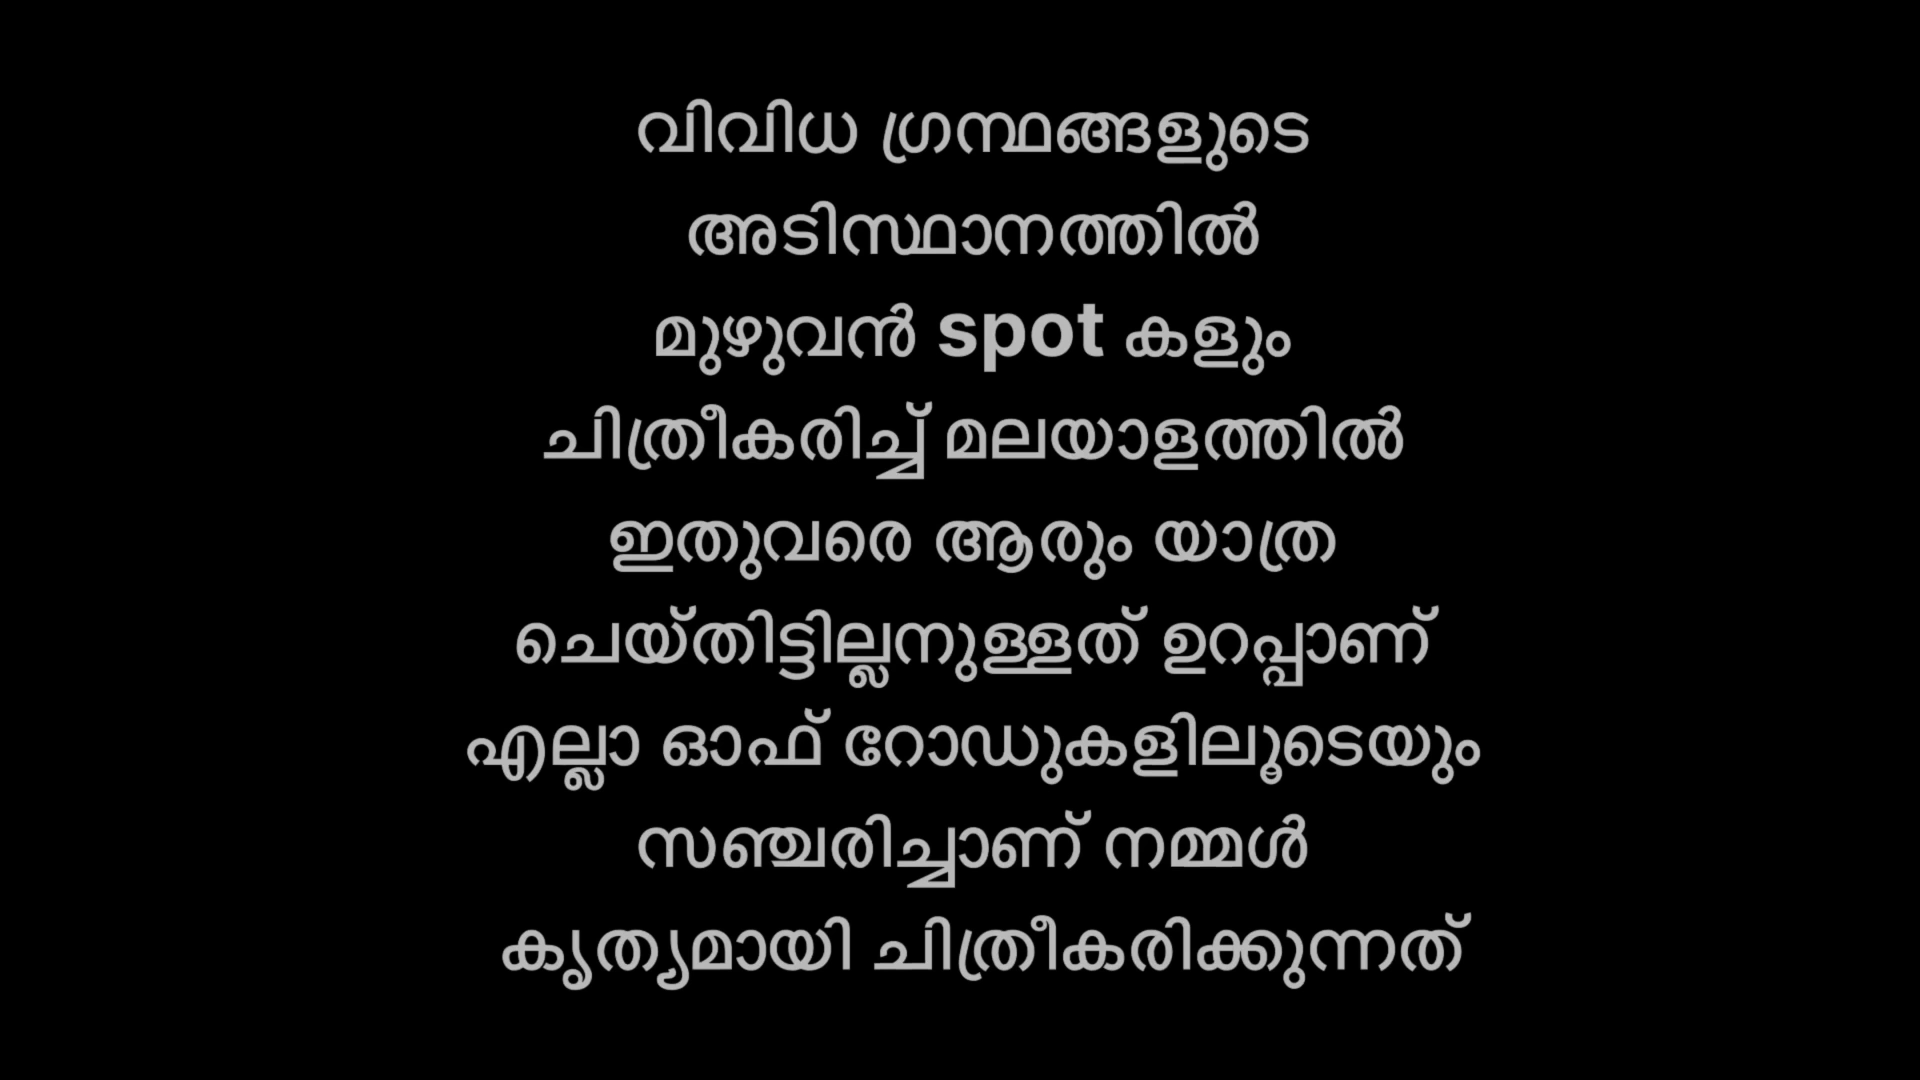 വിവിധ ഗ്രന്ഥങ്ങളുടെ
അടിസ്ഥാനത്തിൽ
മുഴുവൻ spot കളും
ചിത്രീകരിച്ച് മലയാളത്തിൽ
ഇതുവരെ ആരും യാത്ര
ചെയ്തിട്ടില്ലനുള്ളത് ഉറപ്പാണ്
എല്ലാ ഓഫ് റോഡുകളിലൂടെയും
സഞ്ചരിച്ചാണ് നമ്മൾ
കൃത്യമായി ചിത്രീകരിക്കുന്നത്